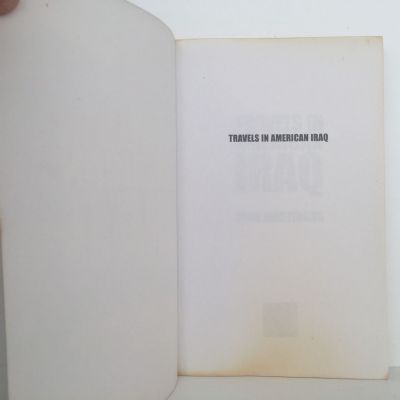 TRAVELS IN AMERICAN IRAQ